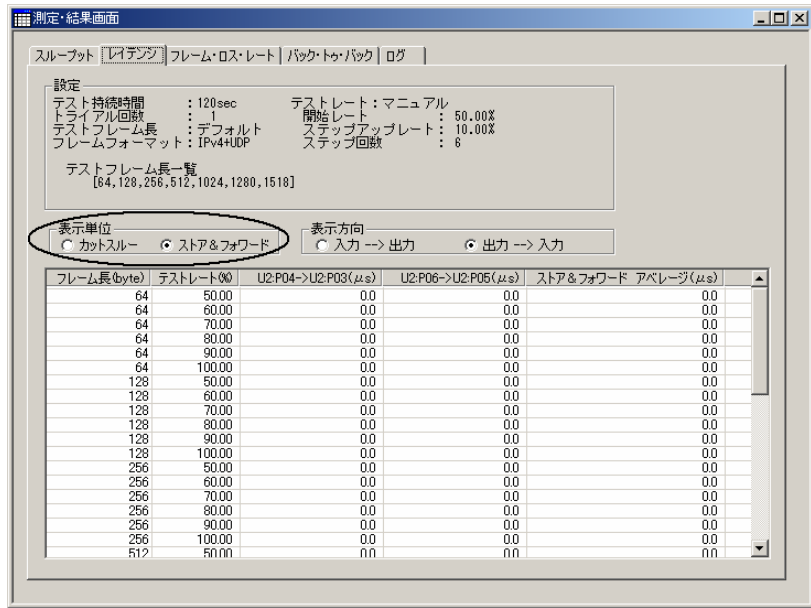 測定・結果画面
スループット レイテンシ フレーム・ロス・レート バック・トゥ・バック ログ
設定
テスト持続時間 : 120sec テストレート : マニュアル
トライアル回数 : 1 開始レート : 50.00%
テストフレーム長 : デフォルト ステップアップレート : 10.00%
フレームフォーマット : IPv4+UDP ステップ回数 : 6
テストフレーム長一覧
[64,128,256,512,1024,1280,1518]
表示単位 表示方向
カットスルー ストア&フォワード 入力 --> 出力 出力 --> 入力
フレーム長(byte) テストレート(%) U2:P04->U2:P03(μs) U2:P06->U2:P05(μs) ストア&フォワード アベレージ(μs)
64 50.00 0.0 0.0 0.0
64 60.00 0.0 0.0 0.0
64 70.00 0.0 0.0 0.0
64 80.00 0.0 0.0 0.0
64 90.00 0.0 0.0 0.0
64 100.00 0.0 0.0 0.0
128 50.00 0.0 0.0 0.0
128 60.00 0.0 0.0 0.0
128 70.00 0.0 0.0 0.0
128 80.00 0.0 0.0 0.0
128 90.00 0.0 0.0 0.0
128 100.00 0.0 0.0 0.0
256 50.00 0.0 0.0 0.0
256 60.00 0.0 0.0 0.0
256 70.00 0.0 0.0 0.0
256 80.00 0.0 0.0 0.0
256 90.00 0.0 0.0 0.0
256 100.00 0.0 0.0 0.0
512 50.00 0.0 0.0 0.0